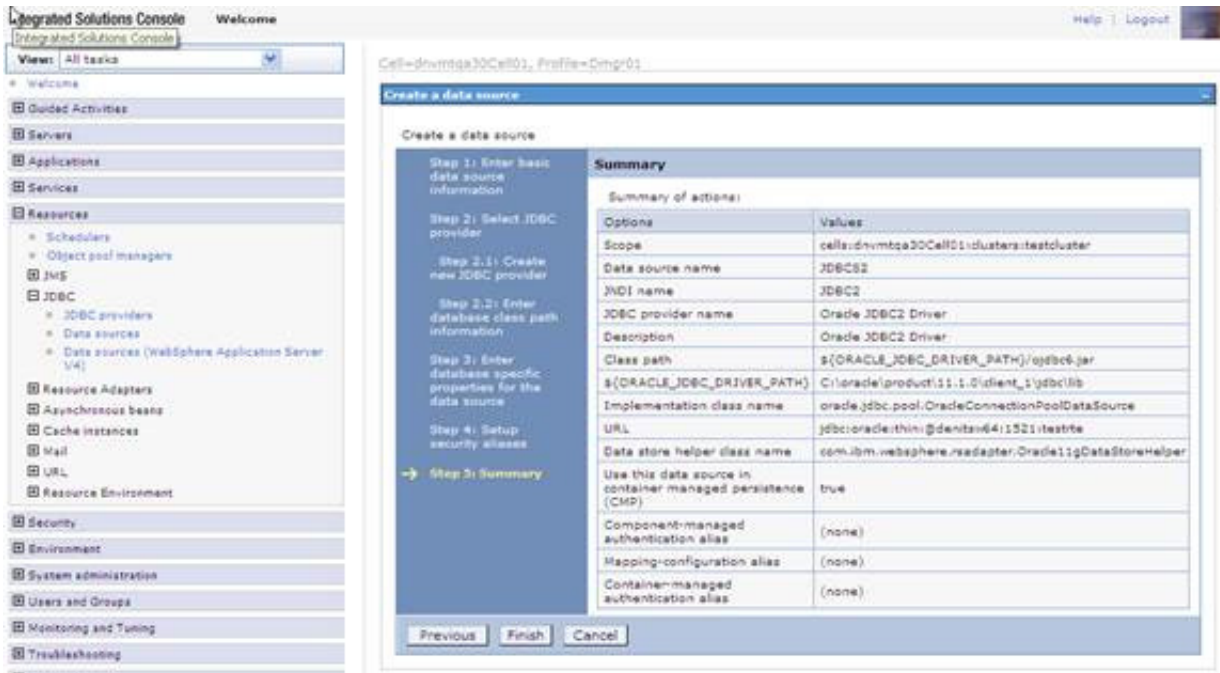 Integrated Solutions Console Welcome Help | Logout
Integrated Solutions Console
View: All tasks
Welcome
Guided Activities
Servers
Applications
Services
Resources
Schedulers
Object pool managers
JMS
JDBC
JDBC providers
Data sources
Data sources (WebSphere Application Server
V4)
Resource Adapters
Asynchronous beans
Cache instances
Mail
URL
Resource Environment
Security
Environment
System administration
Users and Groups
Monitoring and Tuning
Troubleshooting
Cell=dnvmtqa30Cell01, Profile=Dmgr01
Create a data source
Create a data source
Step 1: Enter basic
data source
information
Step 2: Select JDBC
provider
Step 2.1: Create
new JDBC provider
Step 2.2: Enter
database class path
information
Step 3: Enter
database specific
properties for the
data source
Step 4: Setup
security aliases
Step 5: Summary
Summary
Summary of actions:
Options Values
Scope cells:dnvmtqa30Cell01:clusters:testcluster
Data source name JDBCS2
JNDI name JDBC2
JDBC provider name Oracle JDBC2 Driver
Description Oracle JDBC2 Driver
Class path ${ORACLE_JDBC_DRIVER_PATH}/ojdbc6.jar
${ORACLE_JDBC_DRIVER_PATH} C:\oracle\product\11.1.0\client_1\jdbc\lib
Implementation class name oracle.jdbc.pool.OracleConnectionPoolDataSource
URL jdbc:oracle:thin:@denitsw64:1521:testrte
Data store helper class name com.ibm.websphere.rsadapter.Oracle11gDataStoreHelper
Use this data source in
container managed persistence true
(CMP)
Component-managed
authentication alias (none)
Mapping-configuration alias (none)
Container-managed
authentication alias (none)
Previous Finish Cancel